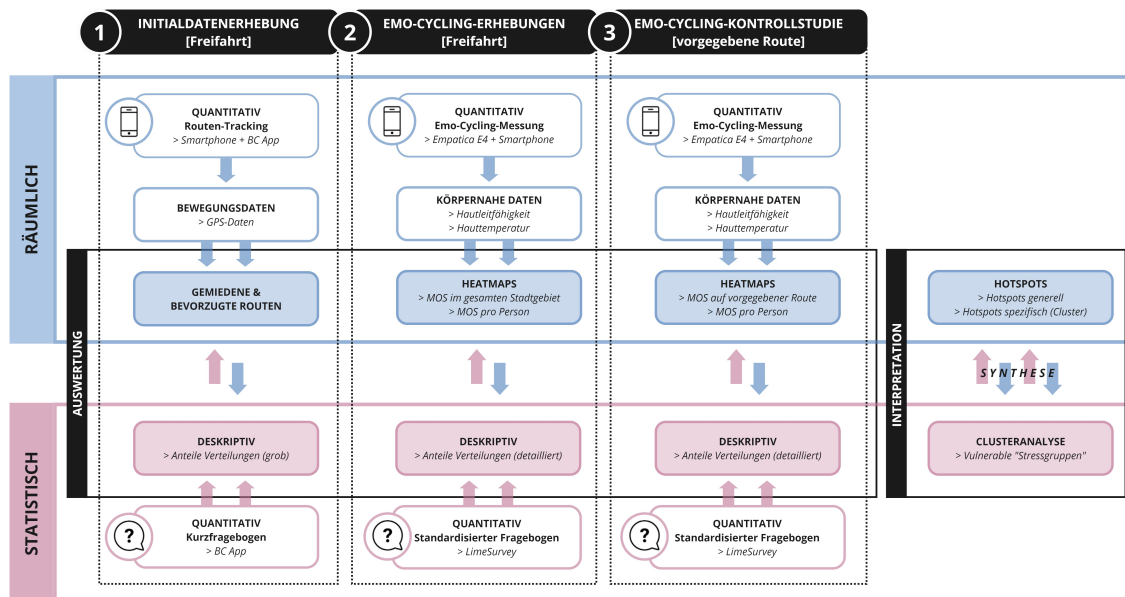 1
INITIALDATENERHEBUNG
[Freifahrt]
2
EMO-CYCLING-ERHEBUNGEN
[Freifahrt]
3
EMO-CYCLING-KONTROLLSTUDIE
[vorgegebene Route]
RÄUMLICH
QUANTITATIV
Routen-Tracking
> Smartphone + BC App
QUANTITATIV
Emo-Cycling-Messung
> Empatica E4 + Smartphone
QUANTITATIV
Emo-Cycling-Messung
> Empatica E4 + Smartphone
BEWEGUNGSDATEN
> GPS-Daten
KÖRPERNAHE DATEN
> Hautleitfähigkeit
> Hauttemperatur
KÖRPERNAHE DATEN
> Hautleitfähigkeit
> Hauttemperatur
AUSWERTUNG
GEMIEDENE &
BEVORZUGTE ROUTEN
HEATMAPS
> MOS im gesamten Stadtgebiet
> MOS pro Person
HEATMAPS
> MOS auf vorgegebener Route
> MOS pro Person
INTERPRETATION
HOTSPOTS
> Hotspots generell
> Hotspots spezifisch (Cluster)
SYNTHESE
STATISTISCH
DESKRIPTIV
> Anteile Verteilungen (grob)
DESKRIPTIV
> Anteile Verteilungen (detailliert)
DESKRIPTIV
> Anteile Verteilungen (detailliert)
CLUSTERANALYSE
> Vulnerable "Stressgruppen"
?
QUANTITATIV
Kurzfragebogen
> BC App
?
QUANTITATIV
Standardisierter Fragebogen
> LimeSurvey
?
QUANTITATIV
Standardisierter Fragebogen
> LimeSurvey